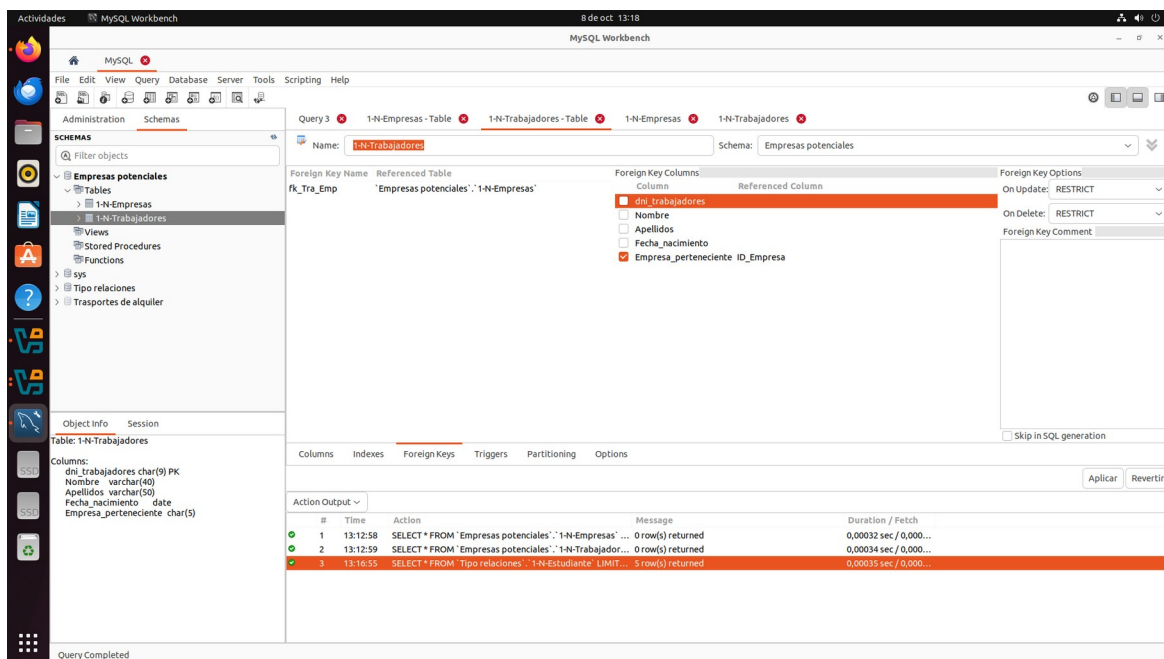 Actividades MySQL Workbench 8 de oct 13:18
MySQL Workbench
MySQL
File Edit View Query Database Server Tools Scripting Help
Administration Schemas
SCHEMAS
Filter objects
Empresas potenciales
Tables
1-N-Empresas
1-N-Trabajadores
Views
Stored Procedures
Functions
sys
Tipo relaciones
Trasportes de alquiler
Object Info Session
Table: 1-N-Trabajadores
Columns:
dni_trabajadores char(9) PK
Nombre varchar(40)
Apellidos varchar(50)
Fecha_nacimiento date
Empresa_perteneciente char(5)
Query 3 1-N-Empresas - Table 1-N-Trabajadores - Table 1-N-Empresas 1-N-Trabajadores
Name: 1-N-Trabajadores Schema: Empresas potenciales
Foreign Key Name Referenced Table
fk_Tra_Emp `Empresas potenciales`.`1-N-Empresas`
Foreign Key Columns
Column Referenced Column
dni_trabajadores
Nombre
Apellidos
Fecha_nacimiento
Empresa_perteneciente ID_Empresa
Foreign Key Options
On Update: RESTRICT
On Delete: RESTRICT
Foreign Key Comment
Skip in SQL generation
Columns Indexes Foreign Keys Triggers Partitioning Options
Aplicar Revertir
Action Output
# Time Action Message Duration / Fetch
1 13:12:58 SELECT * FROM `Empresas potenciales`.`1-N-Empresas` ... 0 row(s) returned 0,00032 sec / 0,000...
2 13:12:59 SELECT * FROM `Empresas potenciales`.`1-N-Trabajador... 0 row(s) returned 0,00034 sec / 0,000...
3 13:16:55 SELECT * FROM `Tipo relaciones`.`1-N-Estudiante` LIMIT... 5 row(s) returned 0,00035 sec / 0,000...
SSD
SSD
Query Completed